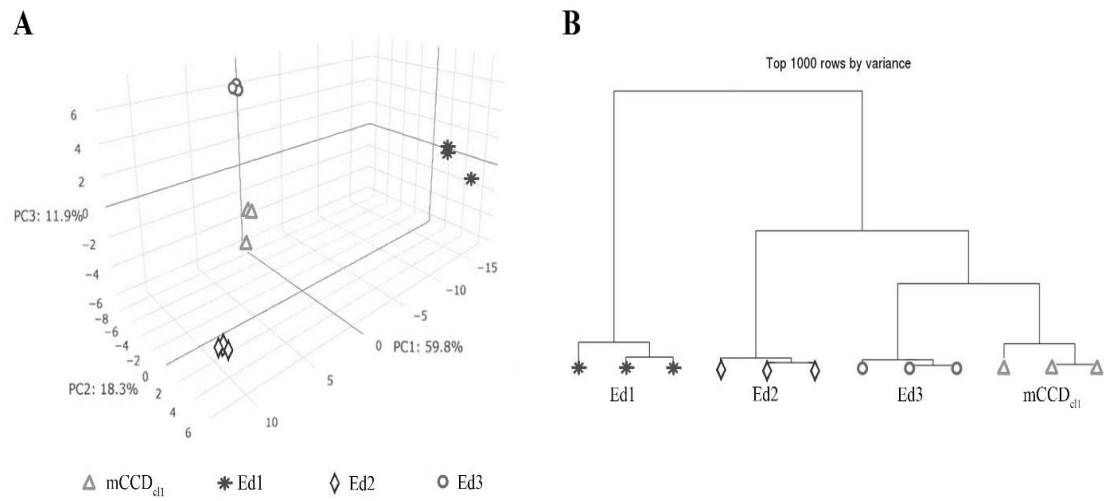 A
B
Top 1000 rows by variance
6
4
2
PC3: 11.9%
0
−2
−4
−6
−8
−6
−4
−2
0
PC2: 18.3%
2
4
6
10
5
0
PC1: 59.8%
−5
−10
−15
Ed1
Ed2
Ed3
mCCDcl1
mCCDcl1
Ed1
Ed2
Ed3